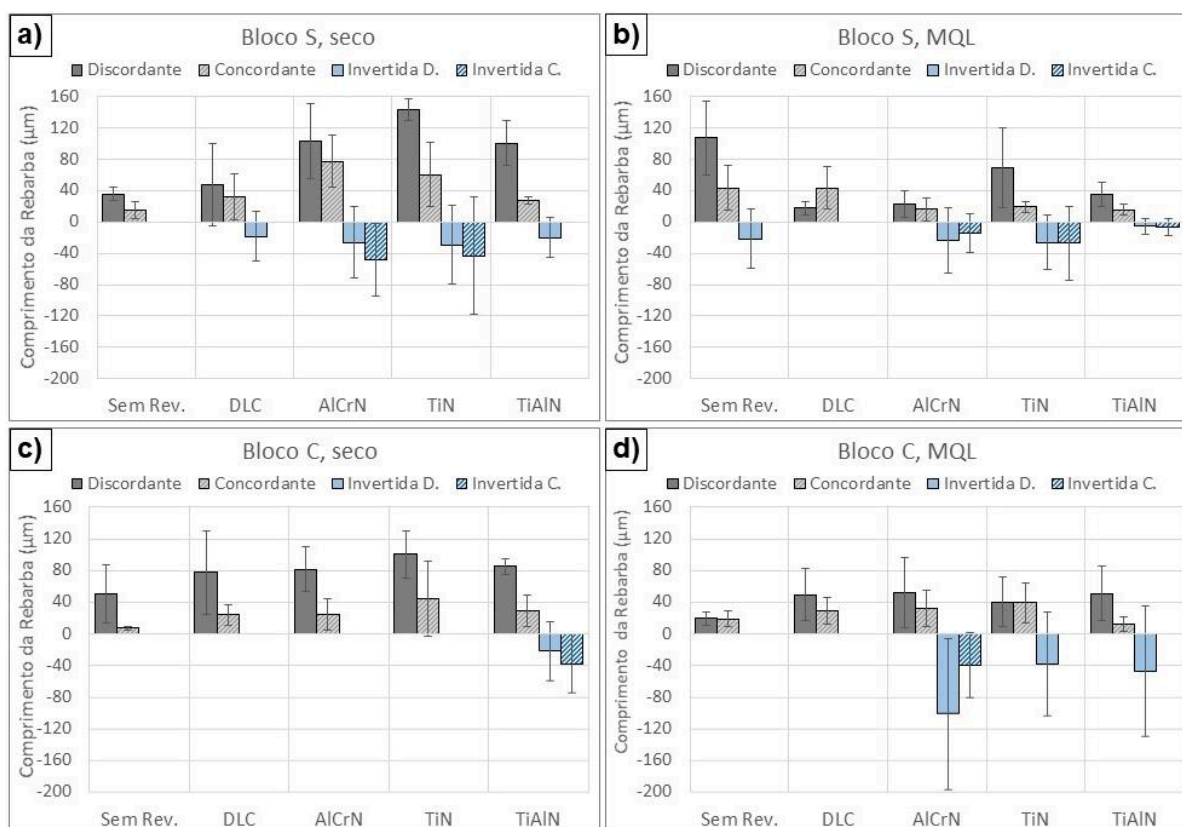 a)
Bloco S, seco
Discordante Concordante Invertida D. Invertida C.
Comprimento da Rebarba (µm)
160
120
80
40
0
-40
-80
-120
-160
-200
Sem Rev. DLC AlCrN TiN TiAlN
b)
Bloco S, MQL
Discordante Concordante Invertida D. Invertida C.
Comprimento da Rebarba (µm)
160
120
80
40
0
-40
-80
-120
-160
-200
Sem Rev. DLC AlCrN TiN TiAlN
c)
Bloco C, seco
Discordante Concordante Invertida D. Invertida C.
Comprimento da Rebarba (µm)
160
120
80
40
0
-40
-80
-120
-160
-200
Sem Rev. DLC AlCrN TiN TiAlN
d)
Bloco C, MQL
Discordante Concordante Invertida D. Invertida C.
Comprimento da Rebarba (µm)
160
120
80
40
0
-40
-80
-120
-160
-200
Sem Rev. DLC AlCrN TiN TiAlN